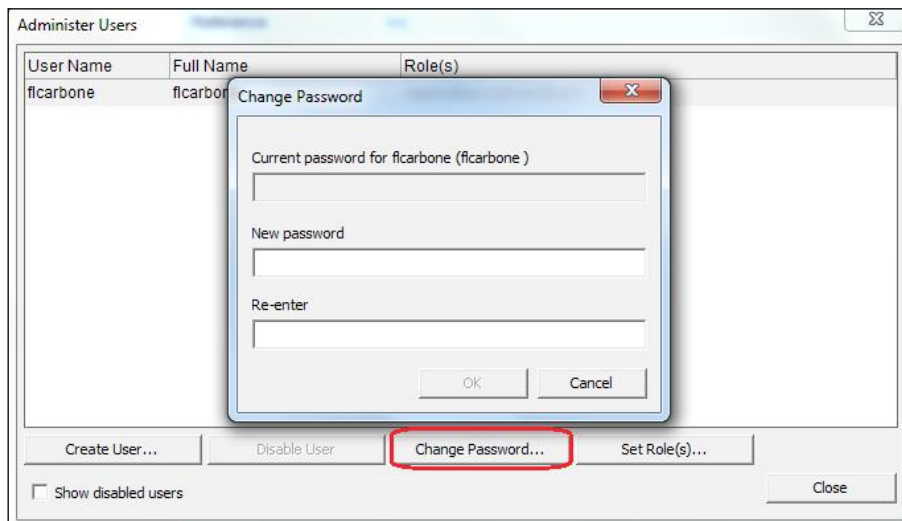 Administer Users
User Name Full Name Role(s)
flcarbone flcarbor
Change Password
Current password for flcarbone (flcarbone )
New password
Re-enter
OK Cancel
Create User... Disable User Change Password... Set Role(s)...
Show disabled users
Close